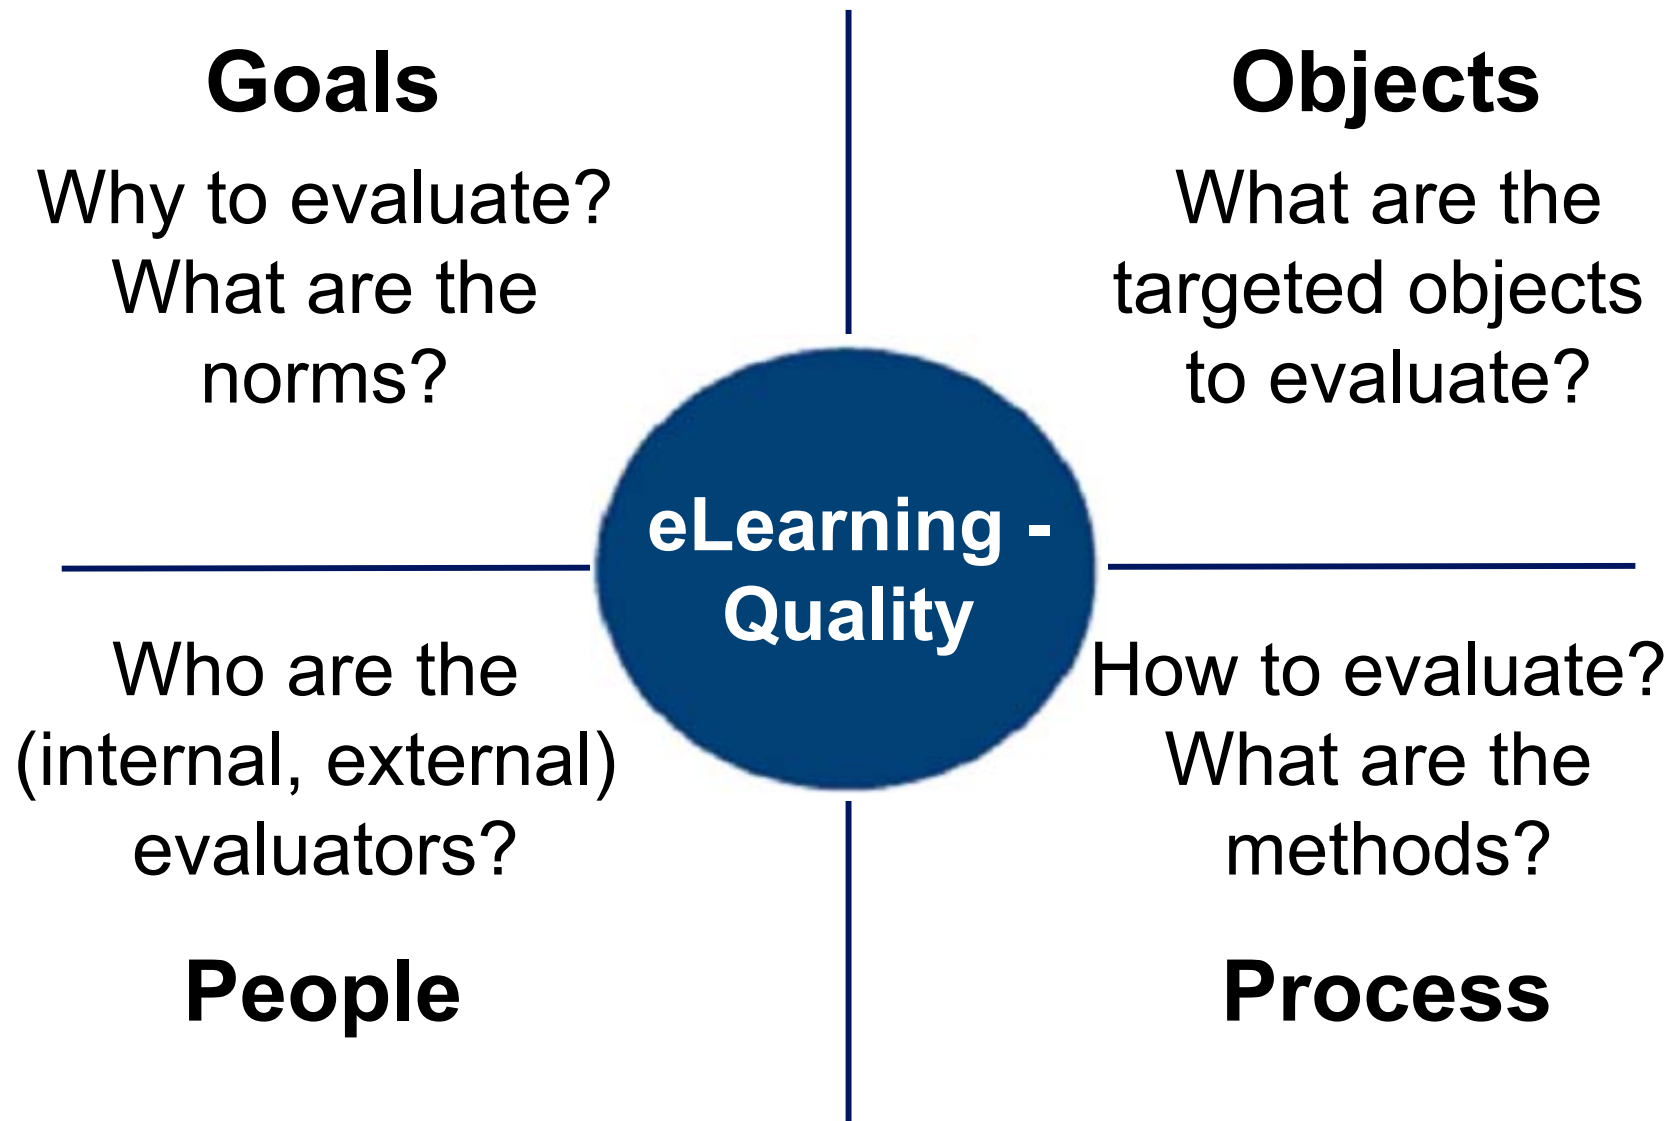 Goals
Why to evaluate?
What are the
norms?
Objects
What are the
targeted objects
to evaluate?
eLearning -
Quality
Who are the
(internal, external)
evaluators?
People
How to evaluate?
What are the
methods?
Process